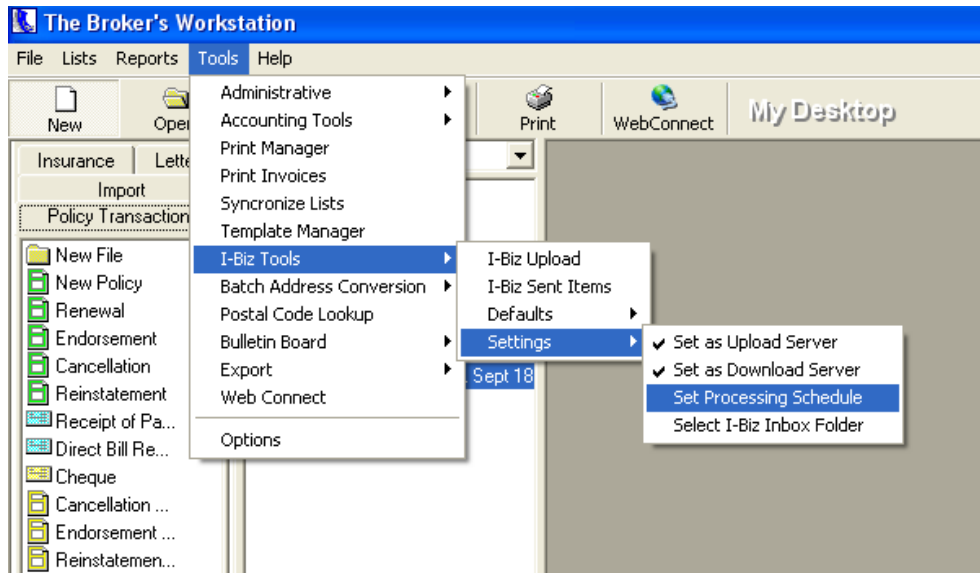 The Broker's Workstation
File Lists Reports Tools Help
New Open Print WebConnect My Desktop
Insurance Lette
Import
Policy Transaction
New File
New Policy
Renewal
Endorsement
Cancellation
Reinstatement
Receipt of Pa...
Direct Bill Re...
Cheque
Cancellation ...
Endorsement ...
Reinstatemen...
Administrative
Accounting Tools
Print Manager
Print Invoices
Syncronize Lists
Template Manager
I-Biz Tools
Batch Address Conversion
Postal Code Lookup
Bulletin Board
Export
Web Connect
Options
Sept 18
I-Biz Upload
I-Biz Sent Items
Defaults
Settings
Set as Upload Server
Set as Download Server
Set Processing Schedule
Select I-Biz Inbox Folder